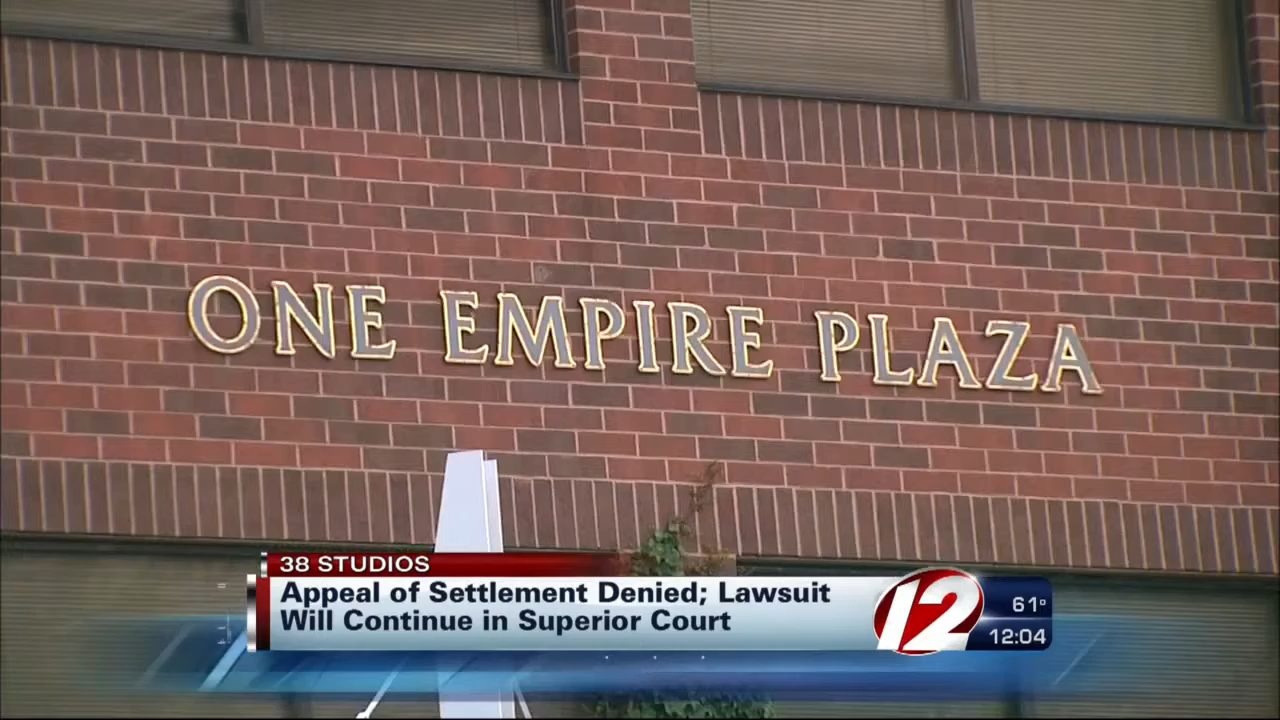 ONE EMPIRE PLAZA
38 STUDIOS
Appeal of Settlement Denied; Lawsuit
Will Continue in Superior Court
12
61°
12:04